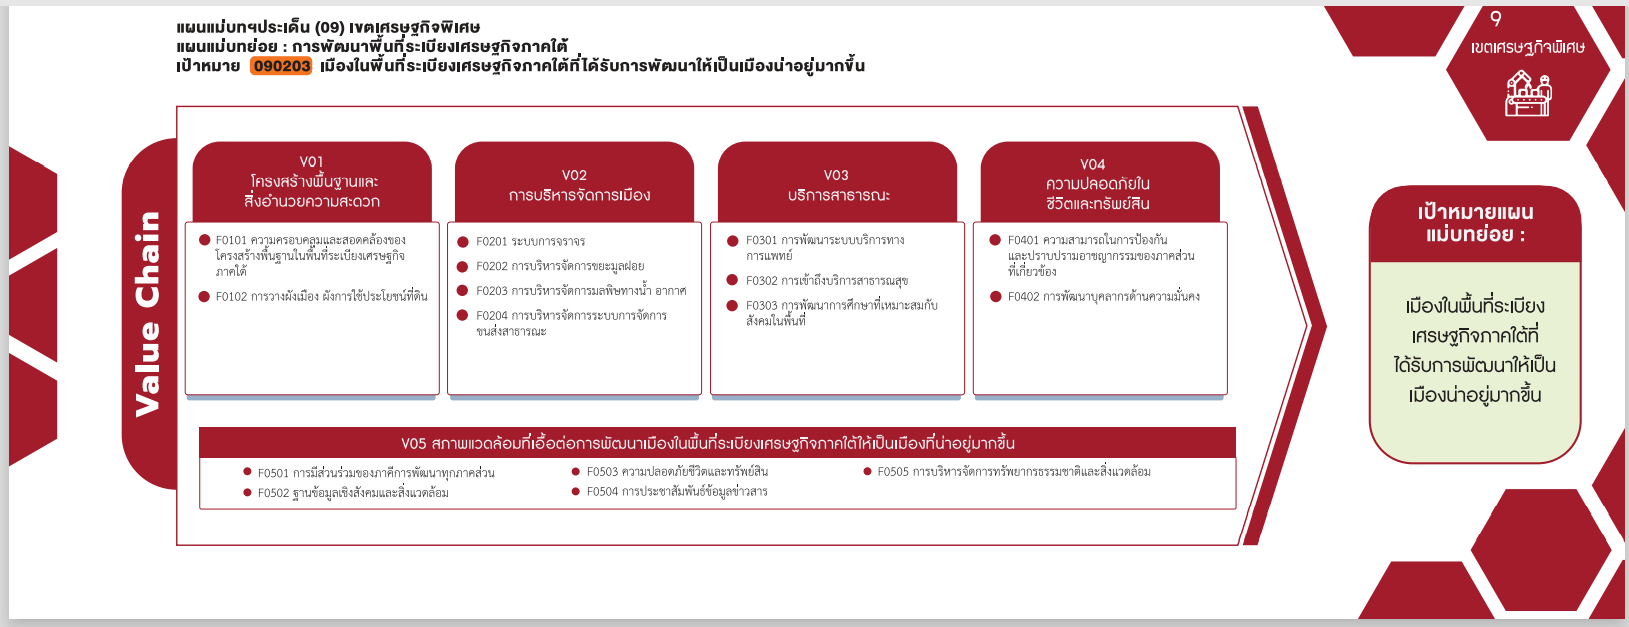 แผนแม่บทฯประเด็น (09) เขตเศรษฐกิจพิเศษ
แผนแม่บทย่อย : การพัฒนาพื้นที่ระเบียงเศรษฐกิจภาคใต้
เป้าหมาย 090203 เมืองในพื้นที่ระเบียงเศรษฐกิจภาคใต้ที่ได้รับการพัฒนาให้เป็นเมืองน่าอยู่มากขึ้น
9
เขตเศรษฐกิจพิเศษ
Value Chain
V01
โครงสร้างพื้นฐานและ
สิ่งอำนวยความสะดวก
F0101 ความครอบคลุมและสอดคล้องของ
โครงสร้างพื้นฐานในพื้นที่ระเบียงเศรษฐกิจ
ภาคใต้
F0102 การวางผังเมือง ผังการใช้ประโยชน์ที่ดิน
V02
การบริหารจัดการเมือง
F0201 ระบบการจราจร
F0202 การบริหารจัดการขยะมูลฝอย
F0203 การบริหารจัดการมลพิษทางน้ำ อากาศ
F0204 การบริหารจัดการระบบการจัดการ
ขนส่งสาธารณะ
V03
บริการสาธารณะ
F0301 การพัฒนาระบบบริการทาง
การแพทย์
F0302 การเข้าถึงบริการสาธารณสุข
F0303 การพัฒนาการศึกษาที่เหมาะสมกับ
สังคมในพื้นที่
V04
ความปลอดภัยใน
ชีวิตและทรัพย์สิน
F0401 ความสามารถในการป้องกัน
และปราบปรามอาชญากรรมของภาคส่วน
ที่เกี่ยวข้อง
F0402 การพัฒนาบุคลากรด้านความมั่นคง
V05 สภาพแวดล้อมที่เอื้อต่อการพัฒนาเมืองในพื้นที่ระเบียงเศรษฐกิจภาคใต้ให้เป็นเมืองที่น่าอยู่มากขึ้น
F0501 การมีส่วนร่วมของภาคีการพัฒนาทุกภาคส่วน
F0502 ฐานข้อมูลเชิงสังคมและสิ่งแวดล้อม
F0503 ความปลอดภัยชีวิตและทรัพย์สิน
F0504 การประชาสัมพันธ์ข้อมูลข่าวสาร
F0505 การบริหารจัดการทรัพยากรธรรมชาติและสิ่งแวดล้อม
เป้าหมายแผน
แม่บทย่อย :
เมืองในพื้นที่ระเบียง
เศรษฐกิจภาคใต้ที่
ได้รับการพัฒนาให้เป็น
เมืองน่าอยู่มากขึ้น